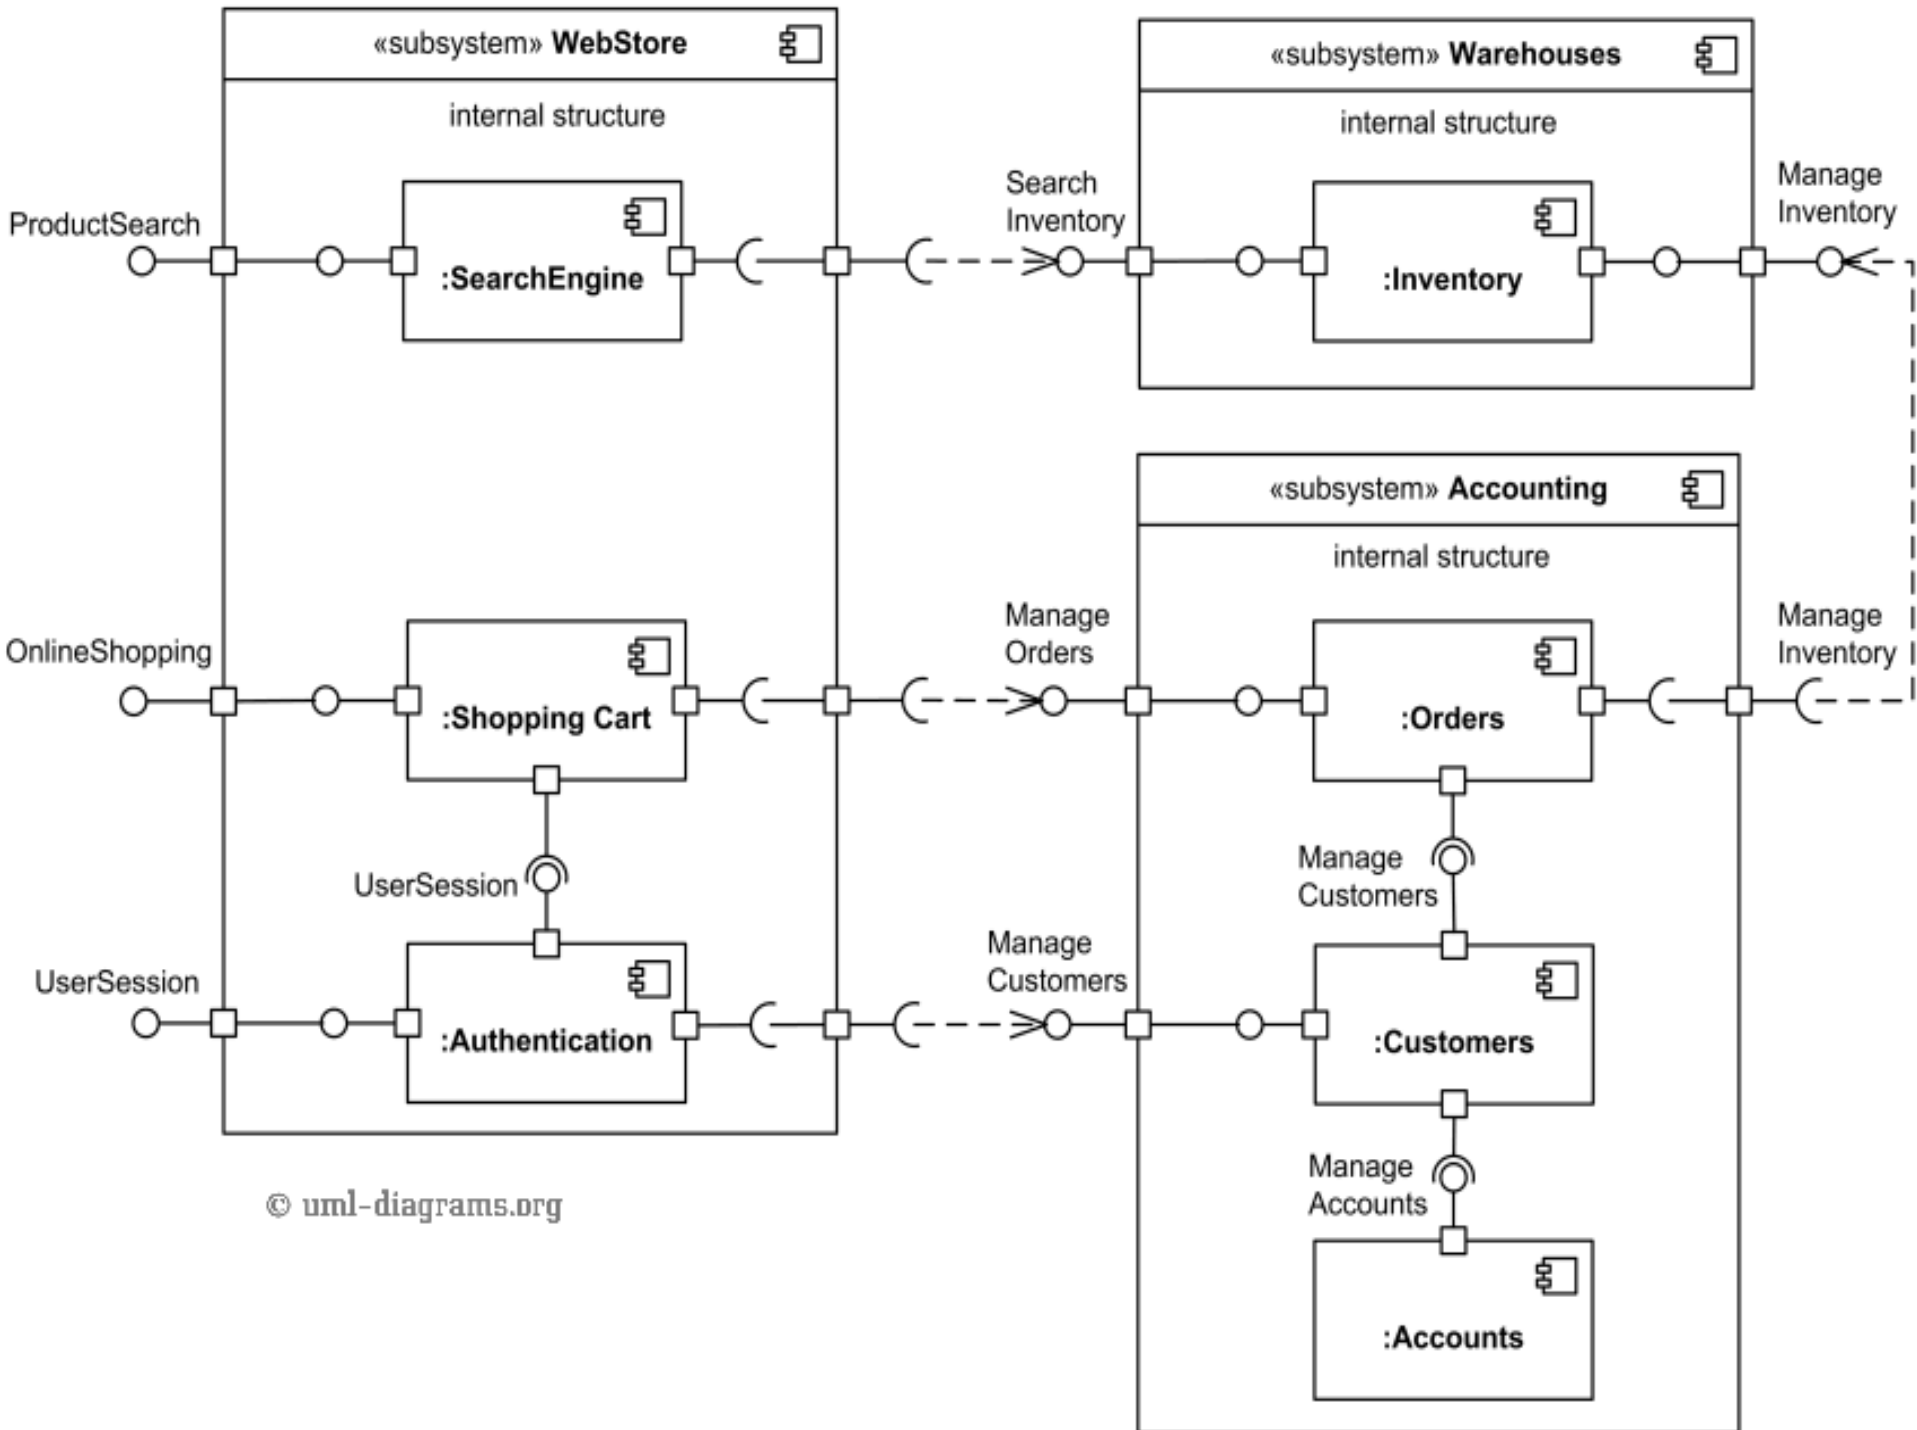 «subsystem» WebStore
internal structure
ProductSearch
:SearchEngine
OnlineShopping
:Shopping Cart
UserSession
UserSession
:Authentication
Search
Inventory
«subsystem» Warehouses
internal structure
:Inventory
Manage
Inventory
«subsystem» Accounting
internal structure
Manage
Orders
:Orders
Manage
Inventory
Manage
Customers
Manage
Customers
:Customers
Manage
Accounts
:Accounts
© uml-diagrams.org